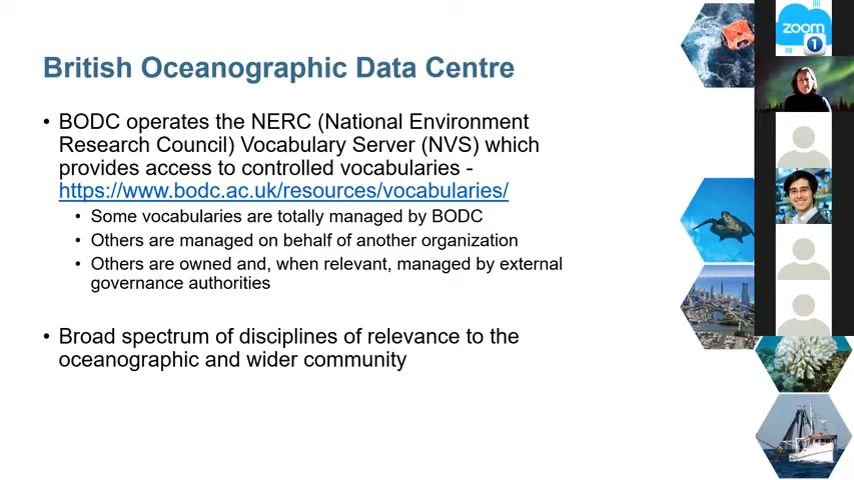 British Oceanographic Data Centre
• BODC operates the NERC (National Environment
Research Council) Vocabulary Server (NVS) which
provides access to controlled vocabularies -
https://www.bodc.ac.uk/resources/vocabularies/
• Some vocabularies are totally managed by BODC
• Others are managed on behalf of another organization
• Others are owned and, when relevant, managed by external
governance authorities
• Broad spectrum of disciplines of relevance to the
oceanographic and wider community
zoom
1